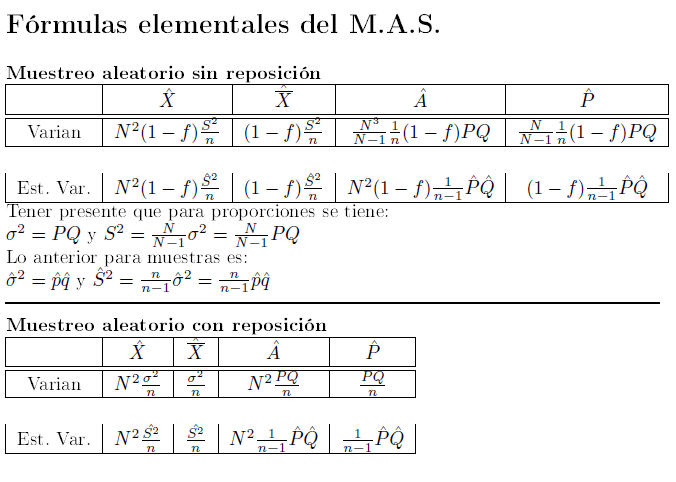 Fórmulas elementales del M.A.S.
Muestreo aleatorio sin reposición
$\hat{X}$ $\hat{\overline{X}}$ $\hat{A}$ $\hat{P}$
Varian $N^2(1-f)\frac{S^2}{n}$ $(1-f)\frac{S^2}{n}$ $\frac{N^3}{N-1}\frac{1}{n}(1-f)PQ$ $\frac{N}{N-1}\frac{1}{n}(1-f)PQ$
Est. Var. $N^2(1-f)\frac{\hat{S}^2}{n}$ $(1-f)\frac{\hat{S}^2}{n}$ $N^2(1-f)\frac{1}{n-1}\hat{P}\hat{Q}$ $(1-f)\frac{1}{n-1}\hat{P}\hat{Q}$
Tener presente que para proporciones se tiene:
$\sigma^2 = PQ$ y $S^2 = \frac{N}{N-1}\sigma^2 = \frac{N}{N-1}PQ$
Lo anterior para muestras es:
$\hat{\sigma}^2 = \hat{p}\hat{q}$ y $\hat{S}^2 = \frac{n}{n-1}\hat{\sigma}^2 = \frac{n}{n-1}\hat{p}\hat{q}$
Muestreo aleatorio con reposición
$\hat{X}$ $\hat{\overline{X}}$ $\hat{A}$ $\hat{P}$
Varian $N^2\frac{\sigma^2}{n}$ $\frac{\sigma^2}{n}$ $N^2\frac{PQ}{n}$ $\frac{PQ}{n}$
Est. Var. $N^2\frac{\hat{S^2}}{n}$ $\frac{\hat{S^2}}{n}$ $N^2\frac{1}{n-1}\hat{P}\hat{Q}$ $\frac{1}{n-1}\hat{P}\hat{Q}$